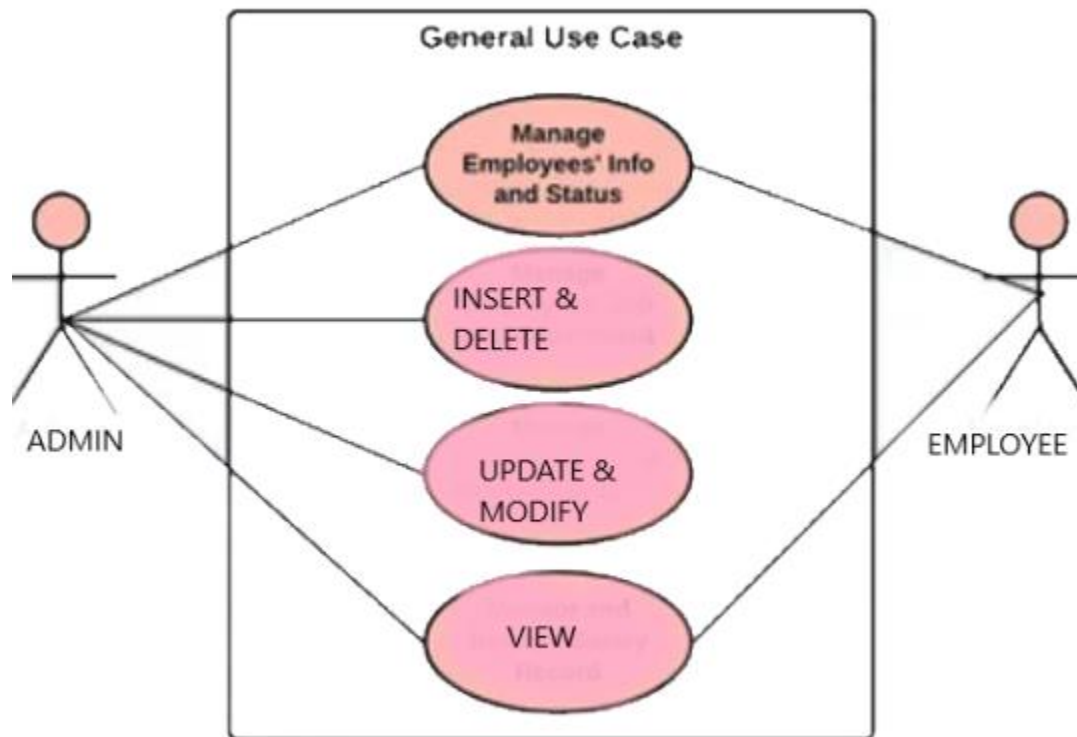 General Use Case
Manage
Employees' Info
and Status
INSERT &
DELETE
UPDATE &
MODIFY
VIEW
ADMIN
EMPLOYEE